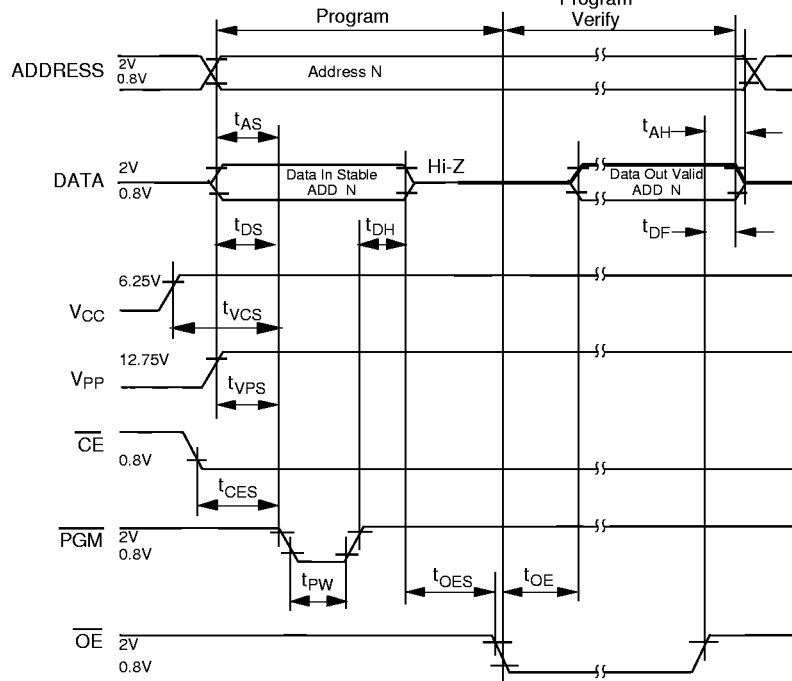 Program
Program
Verify
ADDRESS
2V
0.8V
Address N
tAS
tAH
DATA
2V
0.8V
Data In Stable
ADD N
Hi-Z
Data Out Valid
ADD N
tDS
tDH
tDF
VCC
6.25V
tVCS
VPP
12.75V
tVPS
CE
0.8V
tCES
PGM
2V
0.8V
tPW
tOES
tOE
OE
2V
0.8V